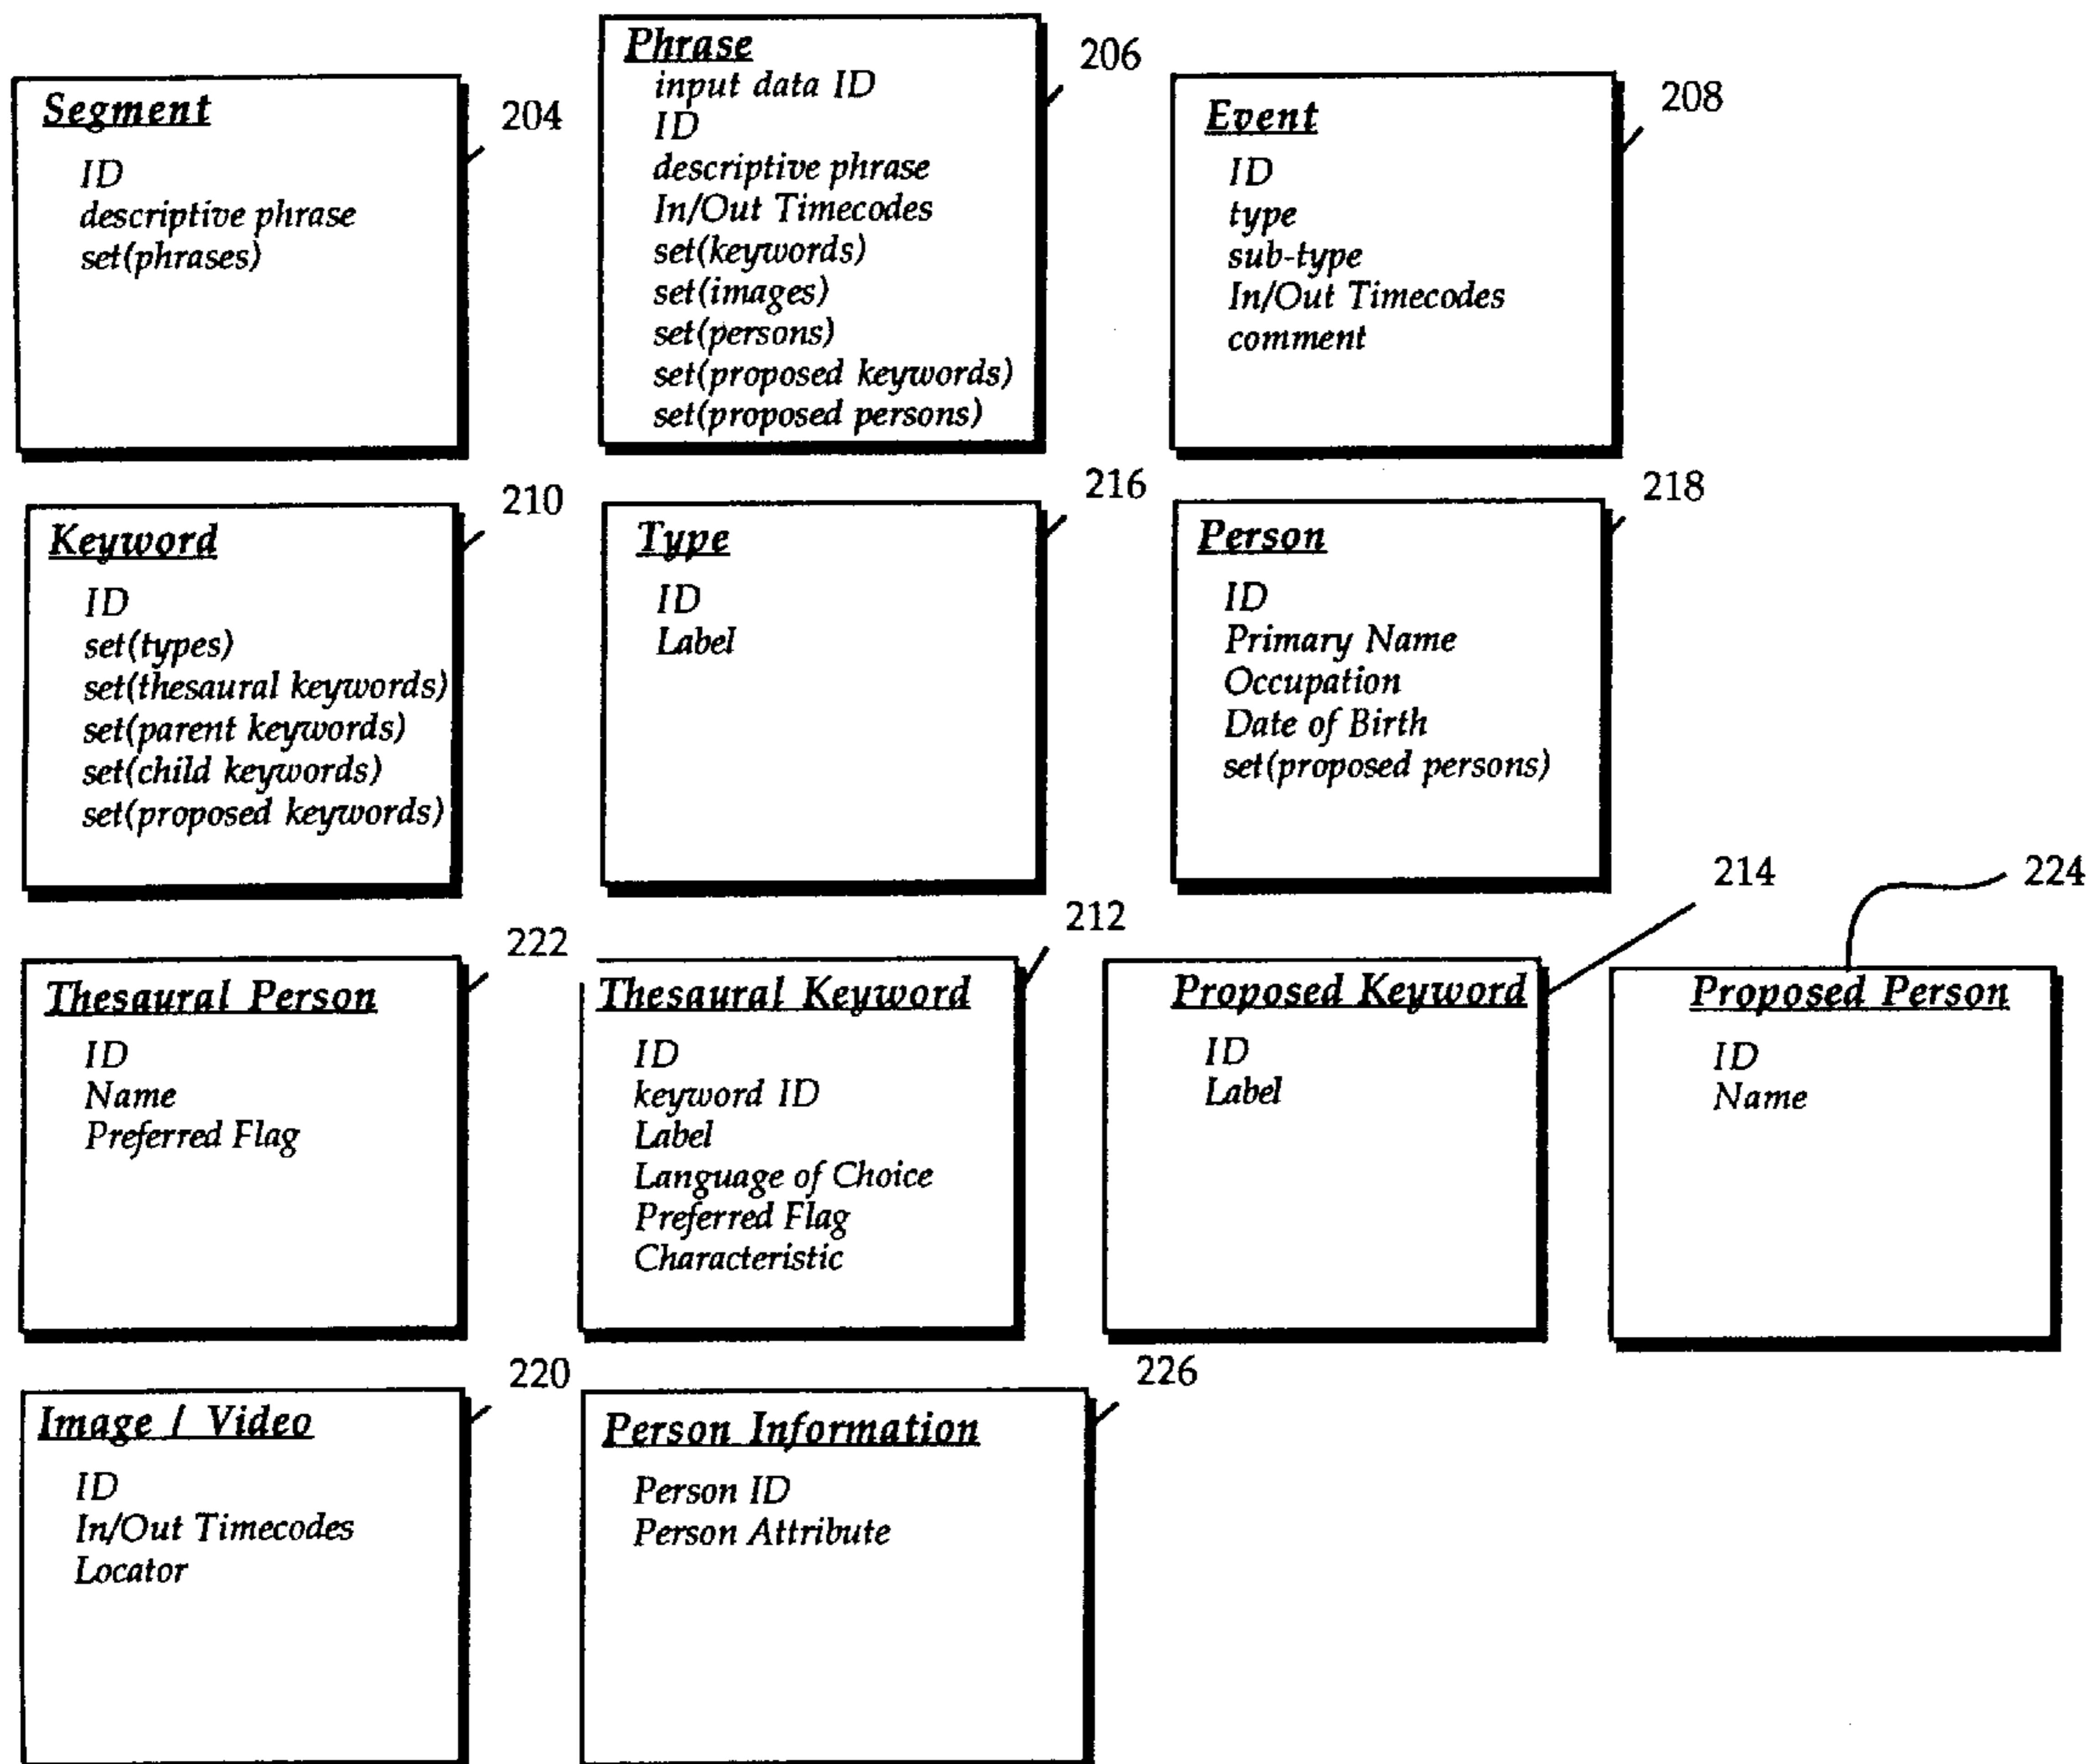 Segment
204
ID
descriptive phrase
set(phrases)
Phrase
206
input data ID
ID
descriptive phrase
In/Out Timecodes
set(keywords)
set(images)
set(persons)
set(proposed keywords)
set(proposed persons)
Event
208
ID
type
sub-type
In/Out Timecodes
comment
Keyword
210
ID
set(types)
set(thesaural keywords)
set(parent keywords)
set(child keywords)
set(proposed keywords)
Type
216
ID
Label
Person
218
ID
Primary Name
Occupation
Date of Birth
set(proposed persons)
Thesaural Person
222
ID
Name
Preferred Flag
Thesaural Keyword
212
ID
keyword ID
Label
Language of Choice
Preferred Flag
Characteristic
Proposed Keyword
214
ID
Label
Proposed Person
224
ID
Name
Image / Video
220
ID
In/Out Timecodes
Locator
Person Information
226
Person ID
Person Attribute